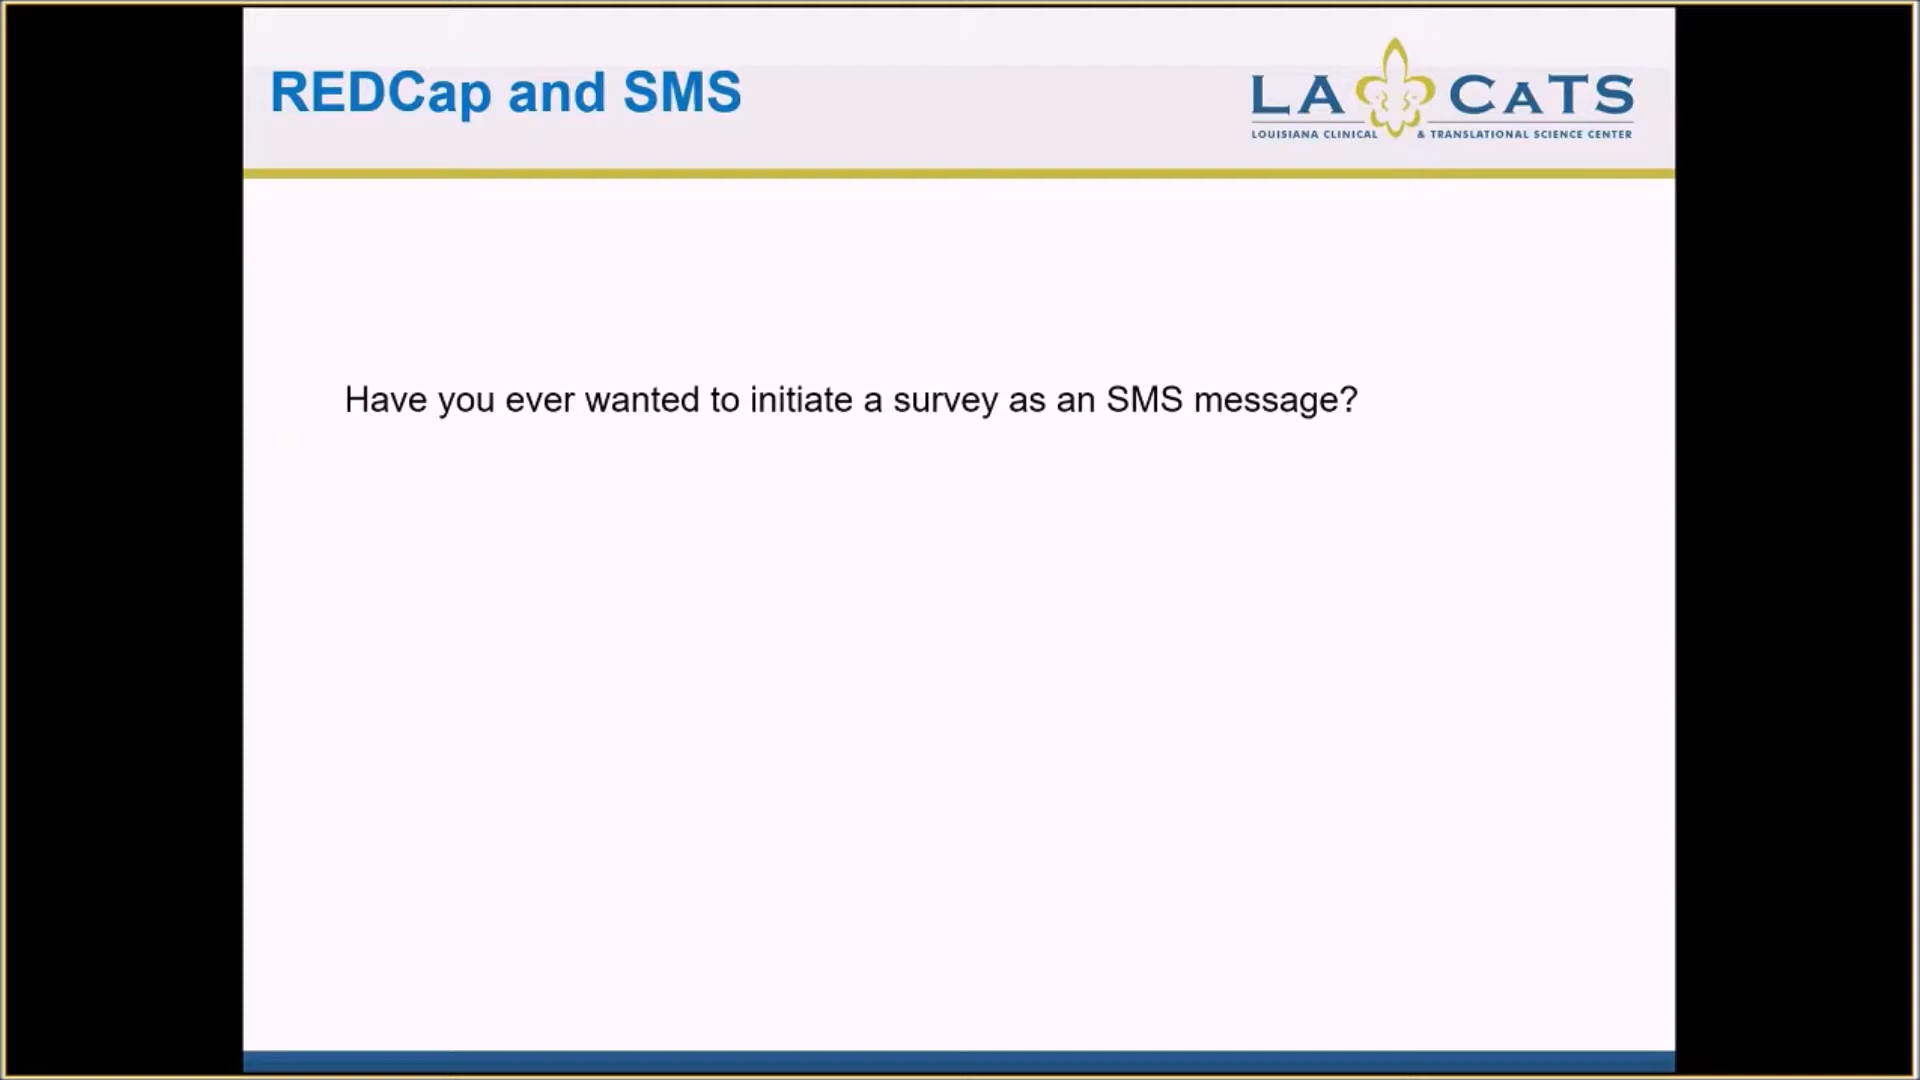 REDCap and SMS
LA CATS
LOUISIANA CLINICAL & TRANSLATIONAL SCIENCE CENTER
Have you ever wanted to initiate a survey as an SMS message?